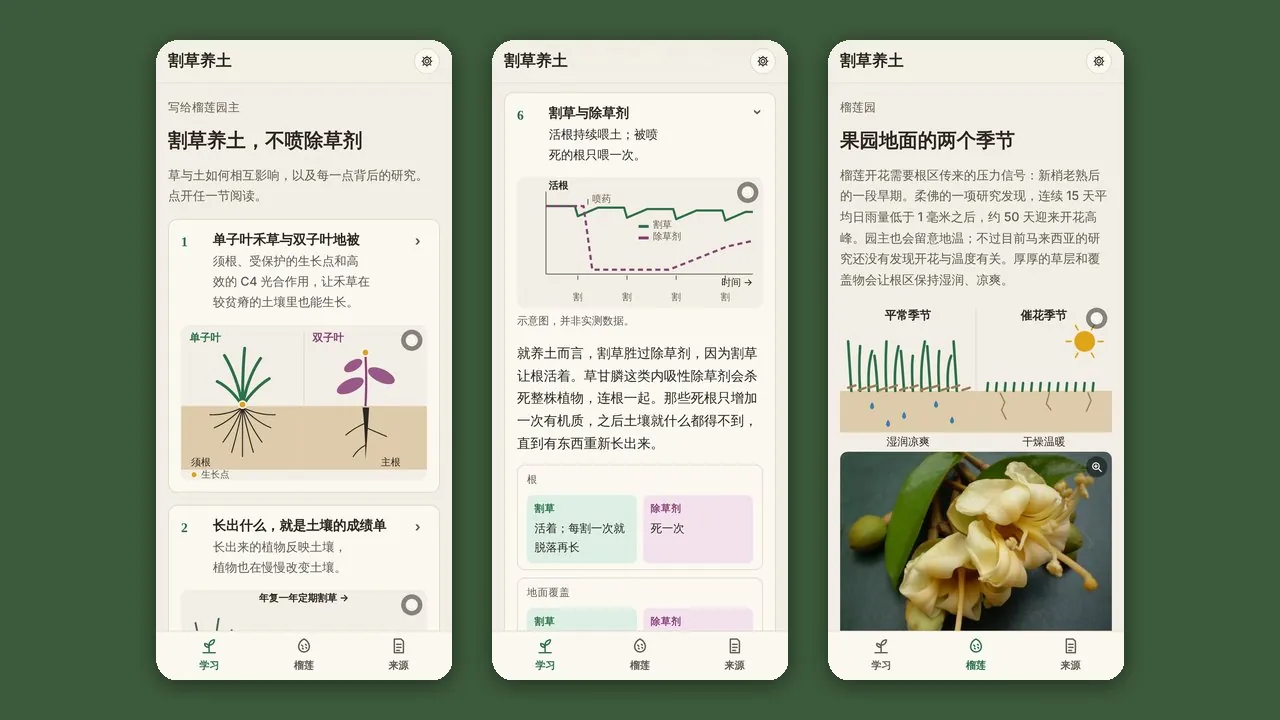 割草养土
写给榴莲园主
割草养土，不喷除草剂
草与土如何相互影响，以及每一点背后的研究。
点开任一节阅读。
1
单子叶禾草与双子叶地被
须根、受保护的生长点和高
效的 C4 光合作用，让禾草在
较贫瘠的土壤里也能生长。
单子叶
双子叶
须根
主根
生长点
2
长出什么，就是土壤的成绩单
长出来的植物反映土壤，
植物也在慢慢改变土壤。
年复一年定期割草 →
学习
榴莲
来源
割草养土
6
割草与除草剂
活根持续喂土；被喷
死的根只喂一次。
活根
喷药
割草
除草剂
时间 →
割
割
割
割
示意图，并非实测数据。
就养土而言，割草胜过除草剂，因为割草
让根活着。草甘膦这类内吸性除草剂会杀
死整株植物，连根一起。那些死根只增加
一次有机质，之后土壤就什么都得不到，
直到有东西重新长出来。
根
割草
活着；每割一次就
脱落再长
除草剂
死一次
地面覆盖
割草
除草剂
学习
榴莲
来源
割草养土
榴莲园
果园地面的两个季节
榴莲开花需要根区传来的压力信号：新梢老熟后
的一段旱期。柔佛的一项研究发现，连续 15 天平
均日雨量低于 1 毫米之后，约 50 天迎来开花高
峰。园主也会留意地温；不过目前马来西亚的研
究还没有发现开花与温度有关。厚厚的草层和覆
盖物会让根区保持湿润、凉爽。
平常季节
催花季节
湿润凉爽
干燥温暖
学习
榴莲
来源